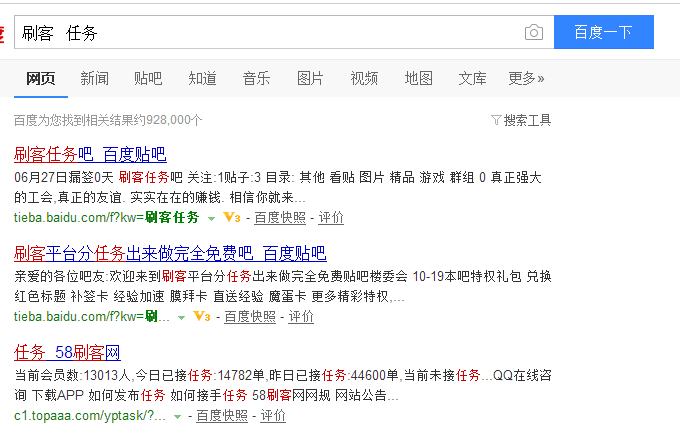 刷客 任务
百度一下
网页 新闻 贴吧 知道 音乐 图片 视频 地图 文库 更多»
百度为您找到相关结果约928,000个 搜索工具
刷客任务吧_百度贴吧
06月27日漏签0天 刷客任务吧 关注:1贴子:3 目录: 其他 看贴 图片 精品 游戏 群组 0 真正强大
的工会,真正的友谊. 实实在在的赚钱. 相信你就来...
tieba.baidu.com/f?kw=刷客任务 V3 - 百度快照 - 评价
刷客平台分任务出来做完全免费吧_百度贴吧
亲爱的各位吧友:欢迎来到刷客平台分任务出来做完全免费贴吧楼委会 10-19本吧特权礼包 兑换
红色标题 补签卡 经验加速 膜拜卡 直送经验 魔蛋卡 更多精彩特权,...
tieba.baidu.com/f?kw=刷... V3 - 百度快照 - 评价
任务_58刷客网
当前会员数:13013人,今日已接任务:14782单,昨日已接任务:44600单,当前未接任务...QQ在线咨
询 下载APP 如何发布任务 如何接手任务 58刷客网网规 网站公告...
c1.topaaa.com/yptask/?... - 百度快照 - 评价